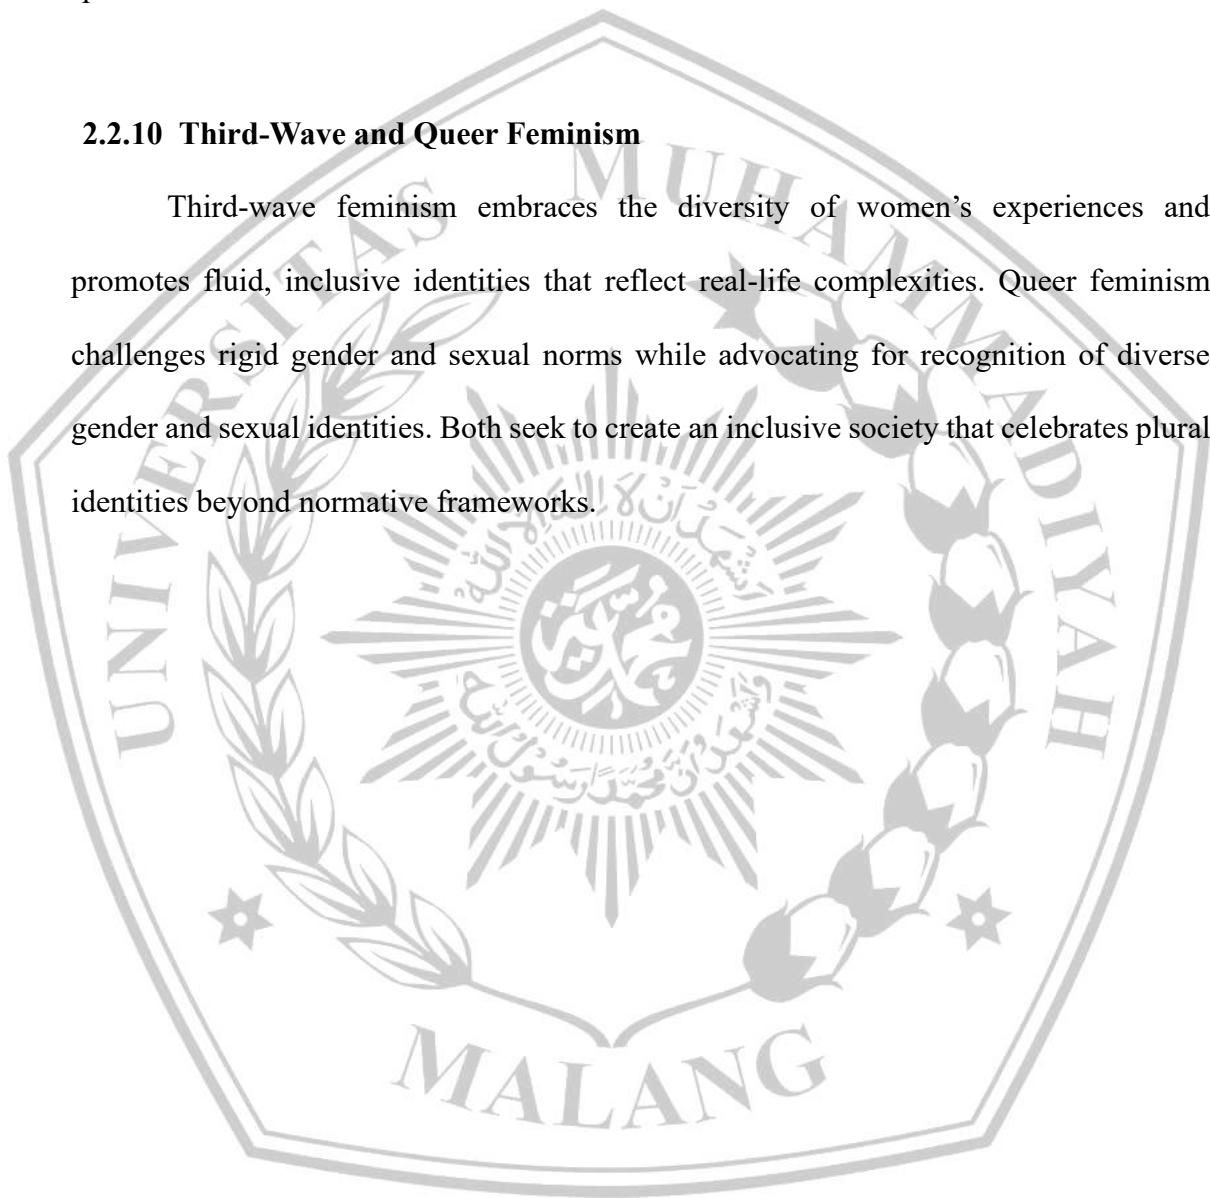 2.2.10 Third-Wave and Queer Feminism
Third-wave feminism embraces the diversity of women’s experiences and
promotes fluid, inclusive identities that reflect real-life complexities. Queer feminism
challenges rigid gender and sexual norms while advocating for recognition of diverse
gender and sexual identities. Both seek to create an inclusive society that celebrates plural
identities beyond normative frameworks.
UNIVERSITAS MUHAMMADIYAH
MALANG